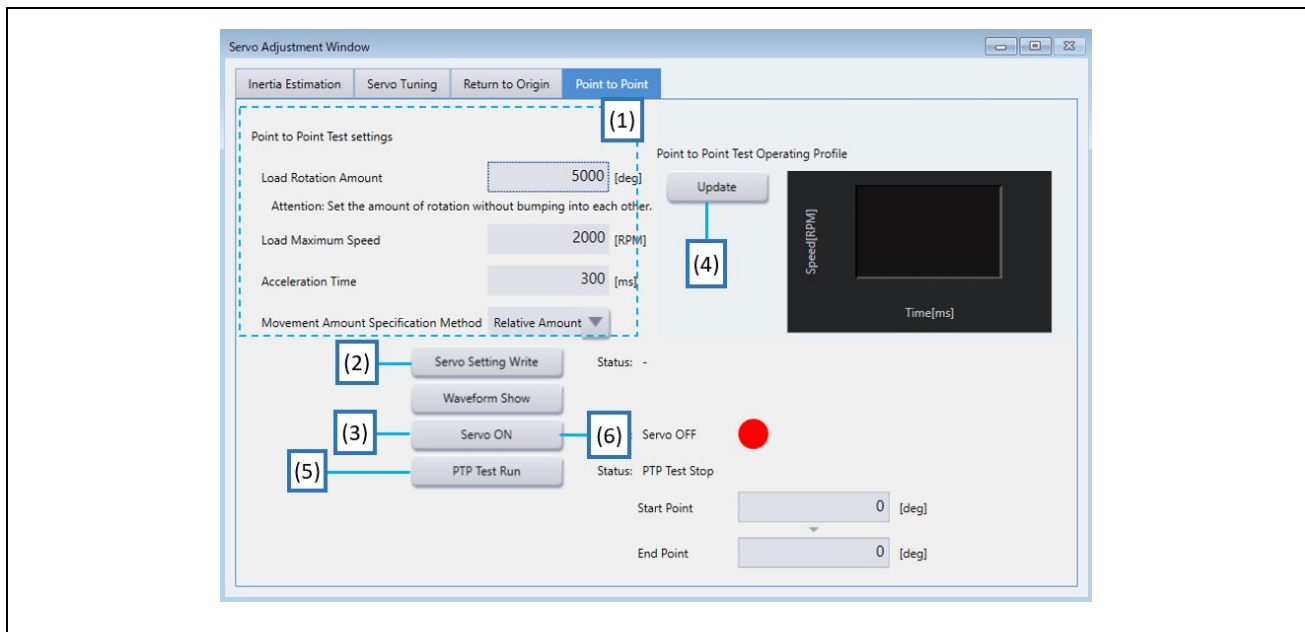 Servo Adjustment Window
Inertia Estimation Servo Tuning Return to Origin Point to Point
(1)
Point to Point Test settings
Point to Point Test Operating Profile
Load Rotation Amount 5000 [deg]
Update
Attention: Set the amount of rotation without bumping into each other.
Load Maximum Speed 2000 [RPM]
(4)
Speed[RPM]
Acceleration Time 300 [ms]
Time[ms]
Movement Amount Specification Method Relative Amount
(2) Servo Setting Write Status: -
Waveform Show
(3) Servo ON (6) : Servo OFF
(5) PTP Test Run Status: PTP Test Stop
Start Point 0 [deg]
End Point 0 [deg]